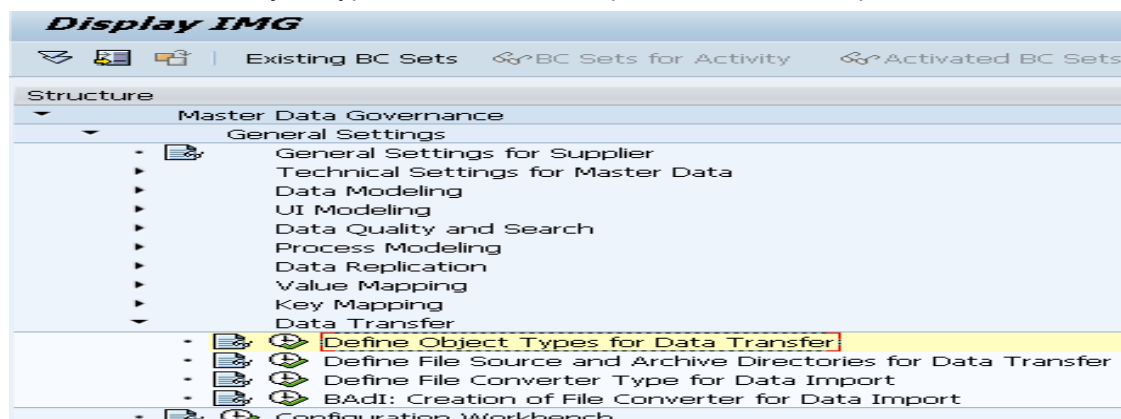 Display IMG
Existing BC Sets BC Sets for Activity Activated BC Sets
Structure
Master Data Governance
General Settings
General Settings for Supplier
Technical Settings for Master Data
Data Modeling
UI Modeling
Data Quality and Search
Process Modeling
Data Replication
Value Mapping
Key Mapping
Data Transfer
Define Object Types for Data Transfer
Define File Source and Archive Directories for Data Transfer
Define File Converter Type for Data Import
BAdI: Creation of File Converter for Data Import
Configuration Workbench